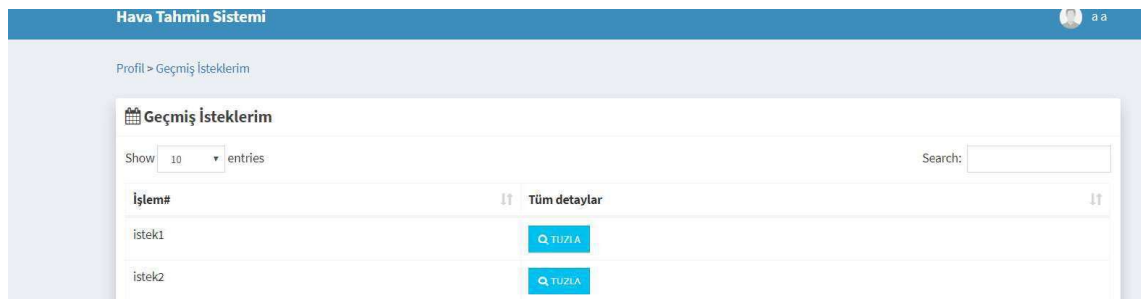 Hava Tahmin Sistemi a a
Profil > Geçmiş İsteklerim
Geçmiş İsteklerim
Show 10 entries Search:
İşlem# Tüm detaylar
istek1 TUZLA
istek2 TUZLA